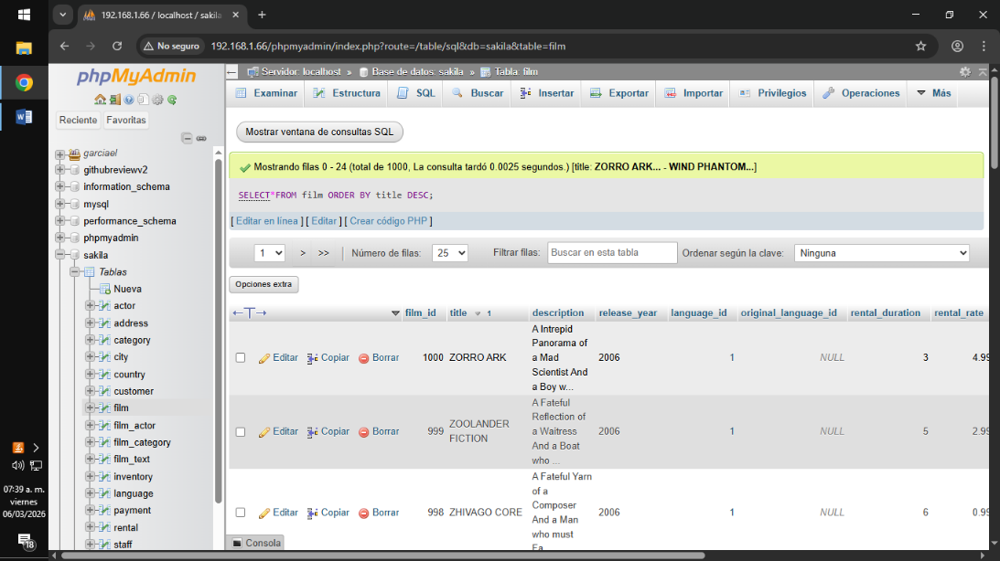 192.168.1.66 / localhost / sakila
No seguro
192.168.1.66/phpmyadmin/index.php?route=/table/sql&db=sakila&table=film
phpMyAdmin
Reciente
Favoritas
garciael
githubreviewv2
information_schema
mysql
performance_schema
phpmyadmin
sakila
Tablas
Nueva
actor
address
category
city
country
customer
film
film_actor
film_category
film_text
inventory
language
payment
rental
staff
Servidor: localhost » Base de datos: sakila » Tabla: film
Examinar Estructura SQL Buscar Insertar Exportar Importar Privilegios Operaciones Más
Mostrar ventana de consultas SQL
Mostrando filas 0 - 24 (total de 1000, La consulta tardó 0.0025 segundos.) [title: ZORRO ARK... - WIND PHANTOM...]
SELECT*FROM film ORDER BY title DESC;
[ Editar en línea ] [ Editar ] [ Crear código PHP ]
1 > >> Número de filas: 25 Filtrar filas: Buscar en esta tabla Ordenar según la clave: Ninguna
Opciones extra
←T→ film_id title 1 description release_year language_id original_language_id rental_duration rental_rate
Editar Copiar Borrar 1000 ZORRO ARK
A Intrepid
Panorama of
a Mad
Scientist And
a Boy w...
2006 1 NULL 3 4.99
Editar Copiar Borrar 999
ZOOLANDER
FICTION
A Fateful
Reflection of
a Waitress
And a Boat
who ...
2006 1 NULL 5 2.99
Editar Copiar Borrar 998 ZHIVAGO CORE
A Fateful Yarn
of a
Composer
And a Man
who must
Fa
2006 1 NULL 6 0.99
Consola
07:39 a. m.
viernes
06/03/2026
18